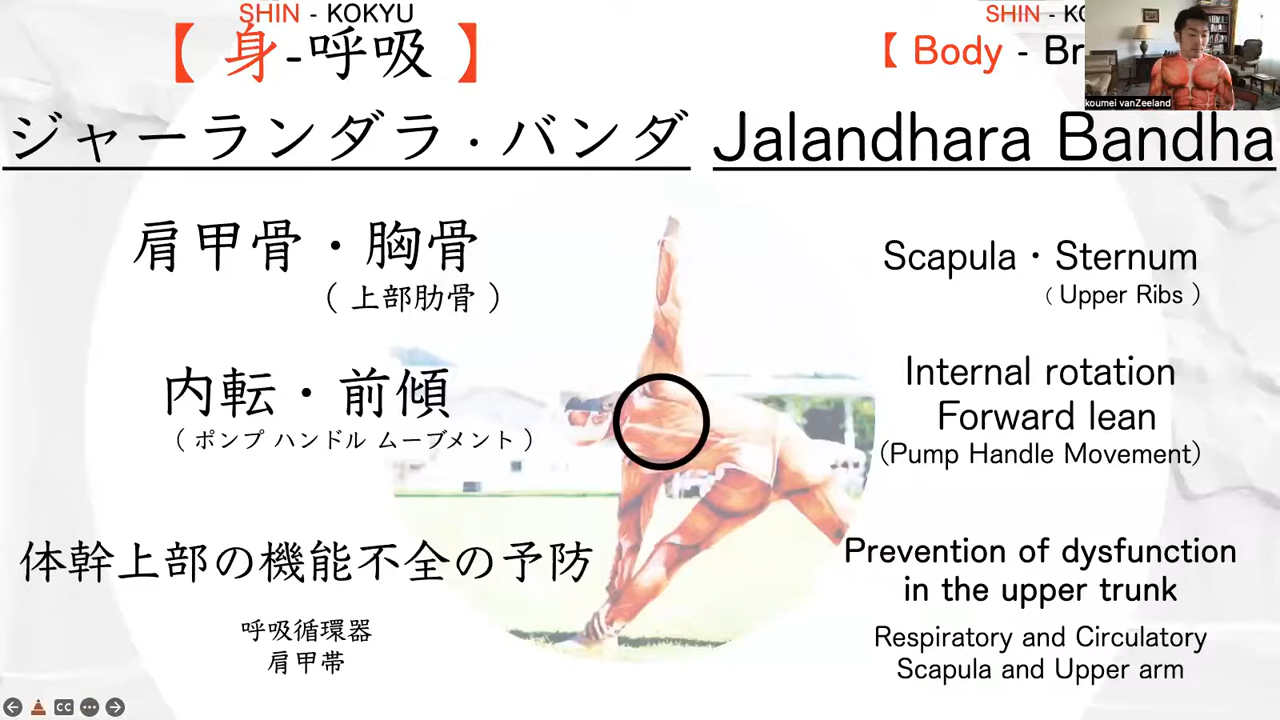 SHIN - KOKYU
【 身-呼吸 】
ジャーランダラ・バンダ
肩甲骨・胸骨
( 上部肋骨 )
内転・前傾
( ポンプ ハンドル ムーブメント )
体幹上部の機能不全の予防
呼吸循環器
肩甲帯
SHIN - KO
【 Body - Br
Jalandhara Bandha
Scapula・Sternum
( Upper Ribs )
Internal rotation
Forward lean
(Pump Handle Movement)
Prevention of dysfunction
in the upper trunk
Respiratory and Circulatory
Scapula and Upper arm
koumei vanZeeland
CC